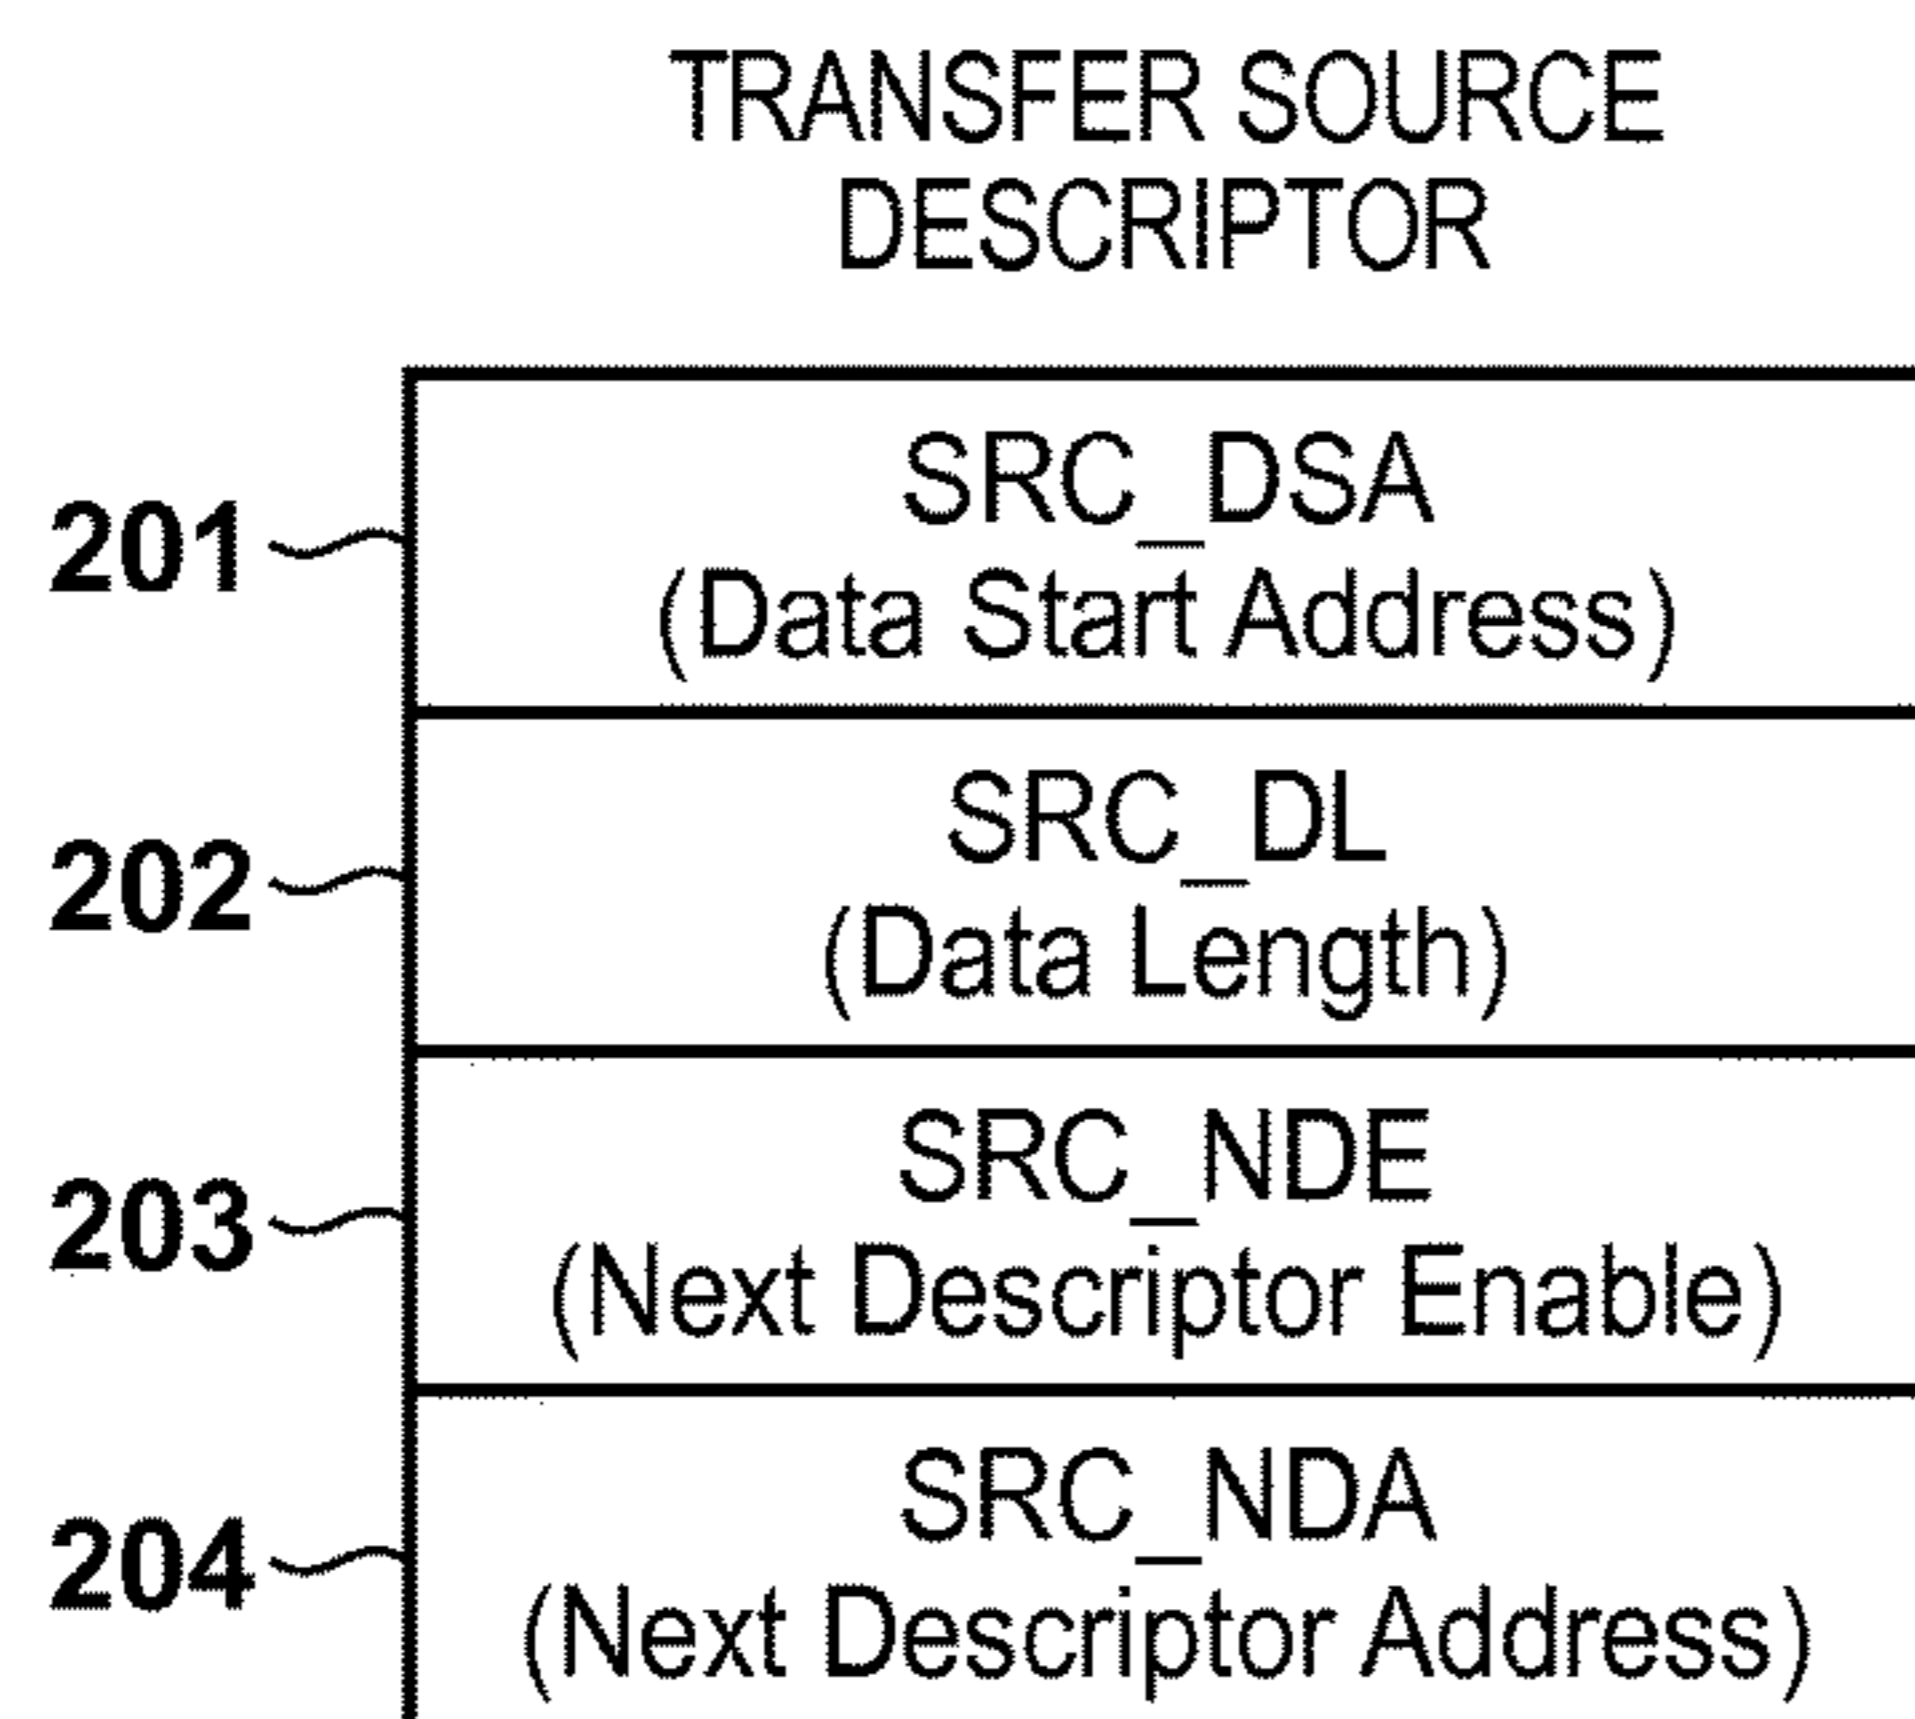 TRANSFER SOURCE
DESCRIPTOR
201
SRC_DSA
(Data Start Address)
202
SRC_DL
(Data Length)
203
SRC_NDE
(Next Descriptor Enable)
204
SRC_NDA
(Next Descriptor Address)